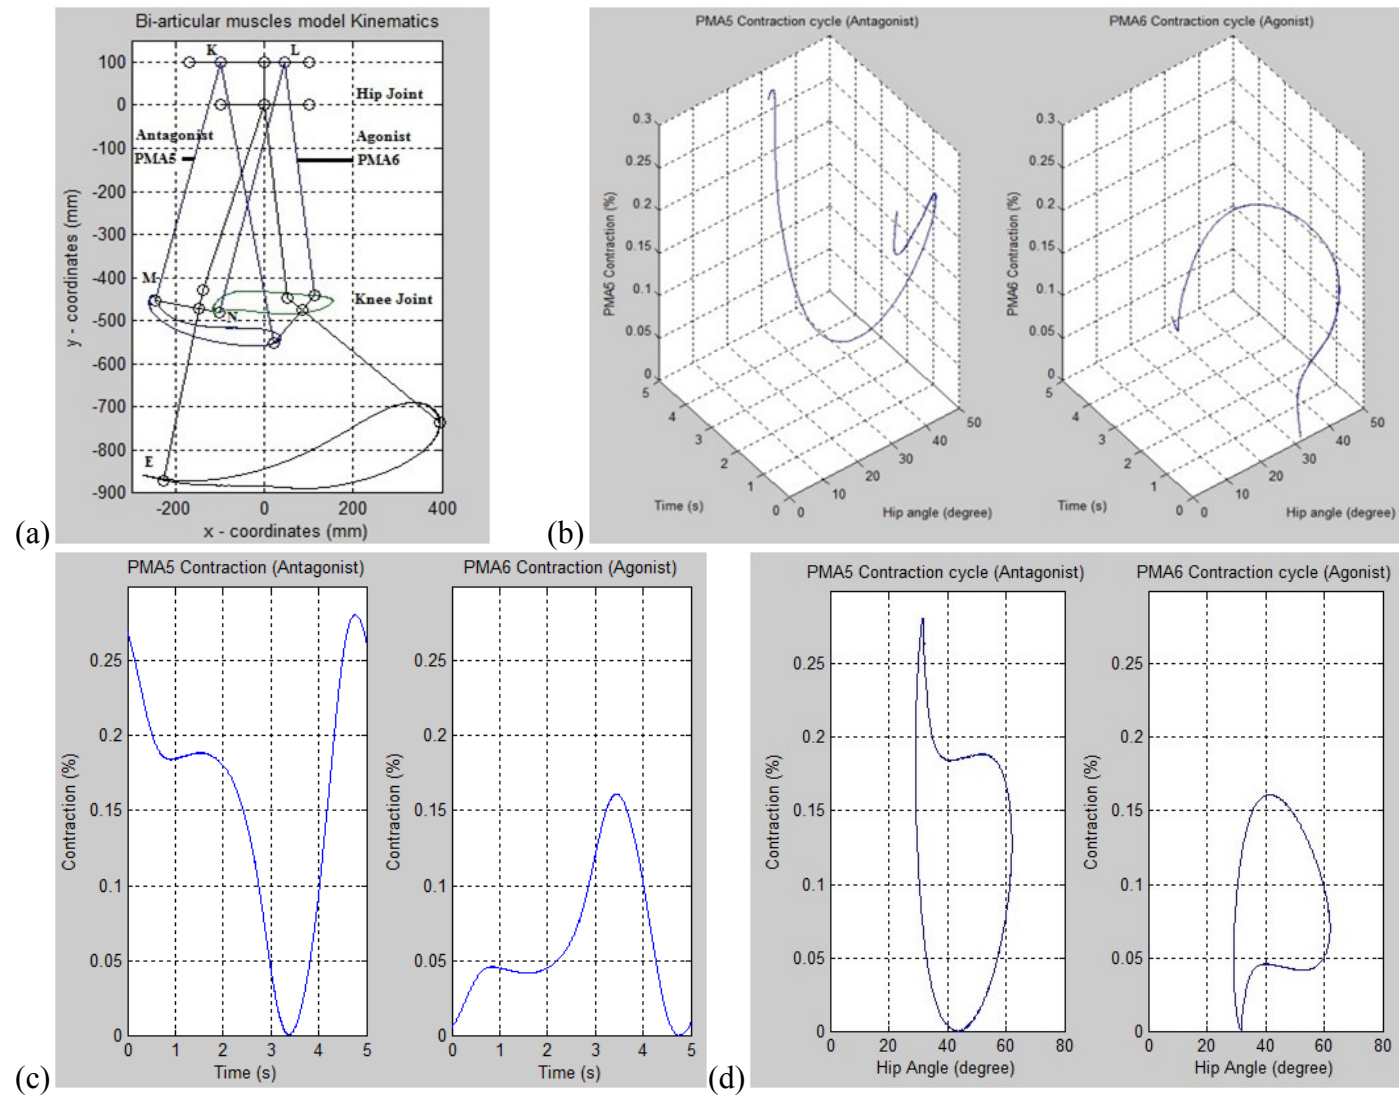 Bi-articular muscles model Kinematics
K L
100
0
-100
-200
-300
-400
-500
-600
-700
-800
-900
Hip Joint
Antagonist Agonist
PMA5 PMA6
M
Knee Joint
N
E
y - coordinates (mm)
-200 0 200 400
x - coordinates (mm)
(a)
PMA5 Contraction cycle (Antagonist)
0.3
0.25
0.2
0.15
0.1
0.05
0
PMA5 Contraction (%)
5 4 3 2 1 0
Time (s)
0 10 20 30 40 50
Hip angle (degree)
PMA6 Contraction cycle (Agonist)
0.3
0.25
0.2
0.15
0.1
0.05
0
PMA6 Contraction (%)
5 4 3 2 1 0
Time (s)
0 10 20 30 40 50
Hip angle (degree)
(b)
PMA5 Contraction (Antagonist)
0.25
0.2
0.15
0.1
0.05
0
Contraction (%)
0 1 2 3 4 5
Time (s)
PMA6 Contraction (Agonist)
0.25
0.2
0.15
0.1
0.05
0
Contraction (%)
0 1 2 3 4 5
Time (s)
(c)
PMA5 Contraction cycle (Antagonist)
0.25
0.2
0.15
0.1
0.05
0
Contraction (%)
0 20 40 60 80
Hip Angle (degree)
PMA6 Contraction cycle (Agonist)
0.25
0.2
0.15
0.1
0.05
0
Contraction (%)
0 20 40 60 80
Hip Angle (degree)
(d)